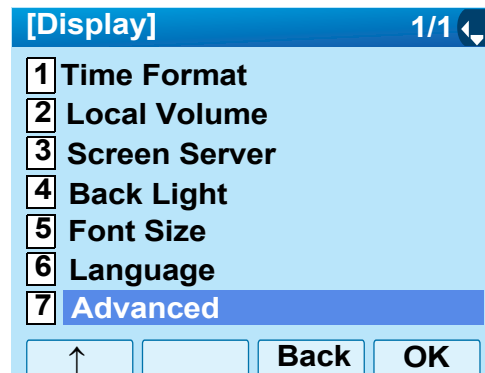 [Display] 1/1
1 Time Format
2 Local Volume
3 Screen Server
4 Back Light
5 Font Size
6 Language
7 Advanced
↑ Back OK